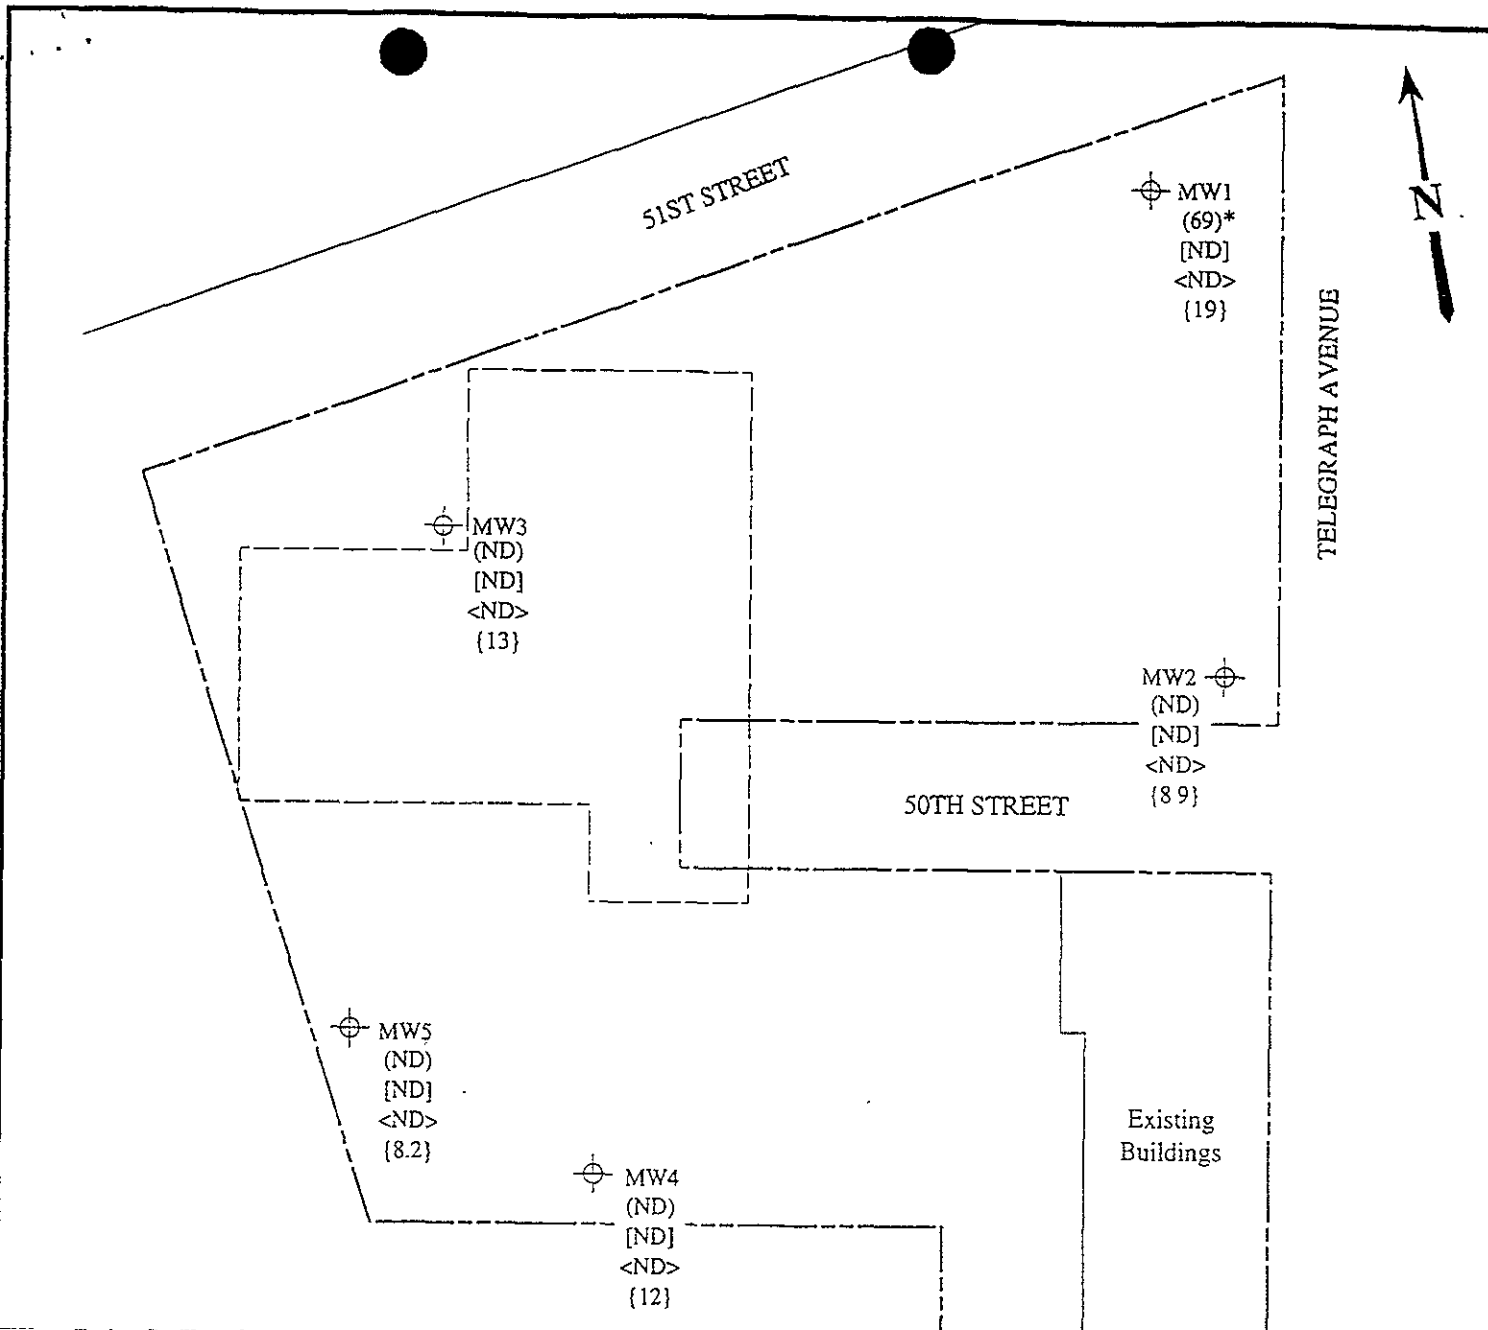 51ST STREET
MW1
(69)*
[ND]
<ND>
{19}
N
TELEGRAPH AVENUE
MW3
(ND)
[ND]
<ND>
{13}
MW2
(ND)
[ND]
<ND>
{8 9}
50TH STREET
MW5
(ND)
[ND]
<ND>
{8.2}
Existing
Buildings
MW4
(ND)
[ND]
<ND>
{12}